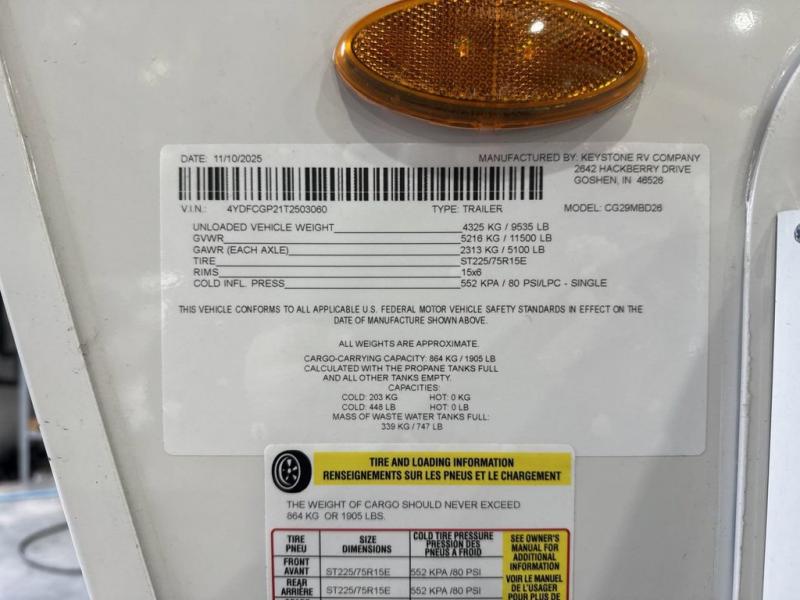 DATE: 11/10/2025 MANUFACTURED BY: KEYSTONE RV COMPANY
2642 HACKBERRY DRIVE
GOSHEN, IN 46526
V.I.N.: 4YDFCGP21T2503060 TYPE: TRAILER MODEL: CG29MBD26
UNLOADED VEHICLE WEIGHT 4325 KG / 9535 LB
GVWR 5216 KG / 11500 LB
GAWR (EACH AXLE) 2313 KG / 5100 LB
TIRE ST225/75R15E
RIMS 15x6
COLD INFL. PRESS 552 KPA / 80 PSI/LPC - SINGLE
THIS VEHICLE CONFORMS TO ALL APPLICABLE U.S. FEDERAL MOTOR VEHICLE SAFETY STANDARDS IN EFFECT ON THE
DATE OF MANUFACTURE SHOWN ABOVE.
ALL WEIGHTS ARE APPROXIMATE.
CARGO-CARRYING CAPACITY: 864 KG / 1905 LB
CALCULATED WITH THE PROPANE TANKS FULL
AND ALL OTHER TANKS EMPTY.
CAPACITIES:
COLD: 203 KG HOT: 0 KG
COLD: 448 LB HOT: 0 LB
MASS OF WASTE WATER TANKS FULL:
339 KG / 747 LB
TIRE AND LOADING INFORMATION
RENSEIGNEMENTS SUR LES PNEUS ET LE CHARGEMENT
THE WEIGHT OF CARGO SHOULD NEVER EXCEED
864 KG OR 1905 LBS.
TIRE
PNEU
SIZE
DIMENSIONS
COLD TIRE PRESSURE
PRESSION DES
PNEUS A FROID
SEE OWNER'S
MANUAL FOR
ADDITIONAL
INFORMATION
FRONT
AVANT
ST225/75R15E
552 KPA /80 PSI
REAR
ARRIÈRE
ST225/75R15E
552 KPA /80 PSI
VOIR LE MANUEL
DE L'USAGER
POUR PLUS DE